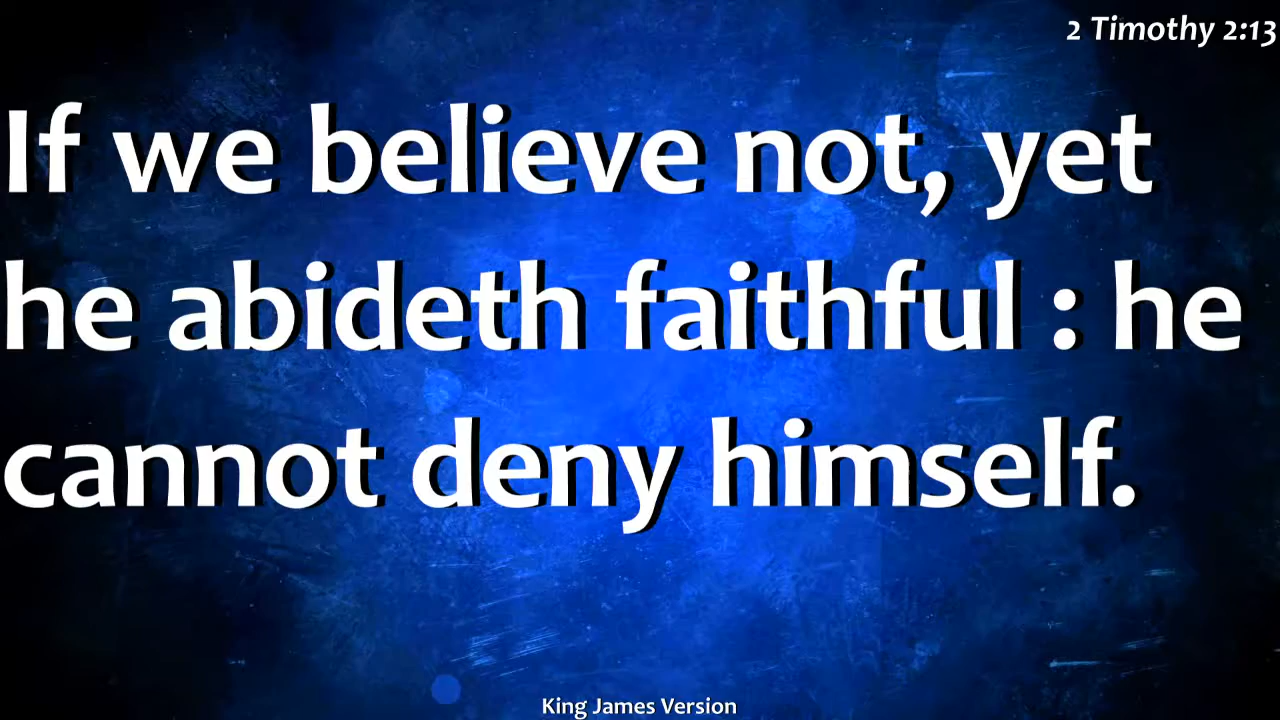 2 Timothy 2:13
If we believe not, yet
he abideth faithful : he
cannot deny himself.
King James Version